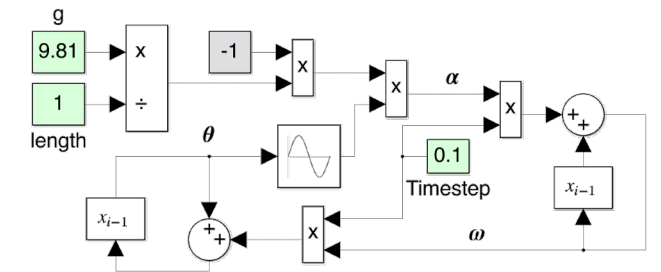 g
9.81
x
÷
1
length
-1
x
x
α
x
+
+
0.1
Timestep
x_{i-1}
θ
x_{i-1}
+
+
x
ω